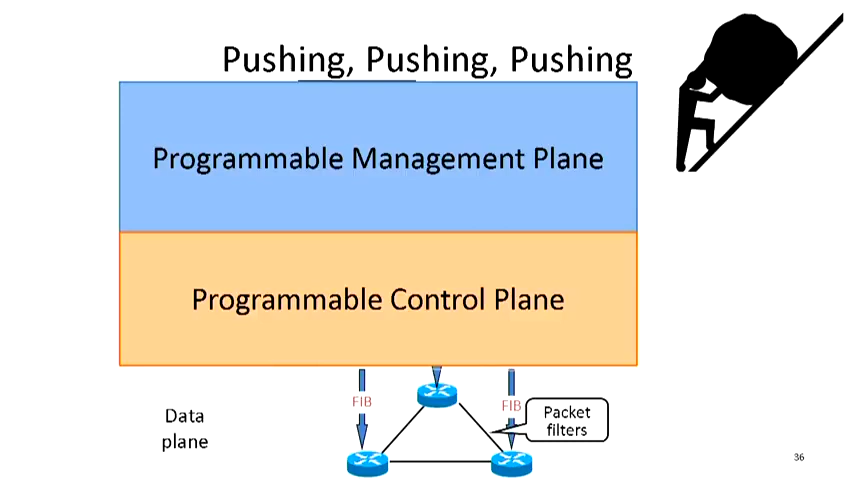 Pushing, Pushing, Pushing
Programmable Management Plane
Programmable Control Plane
FIB
FIB
Packet
filters
Data
plane
36